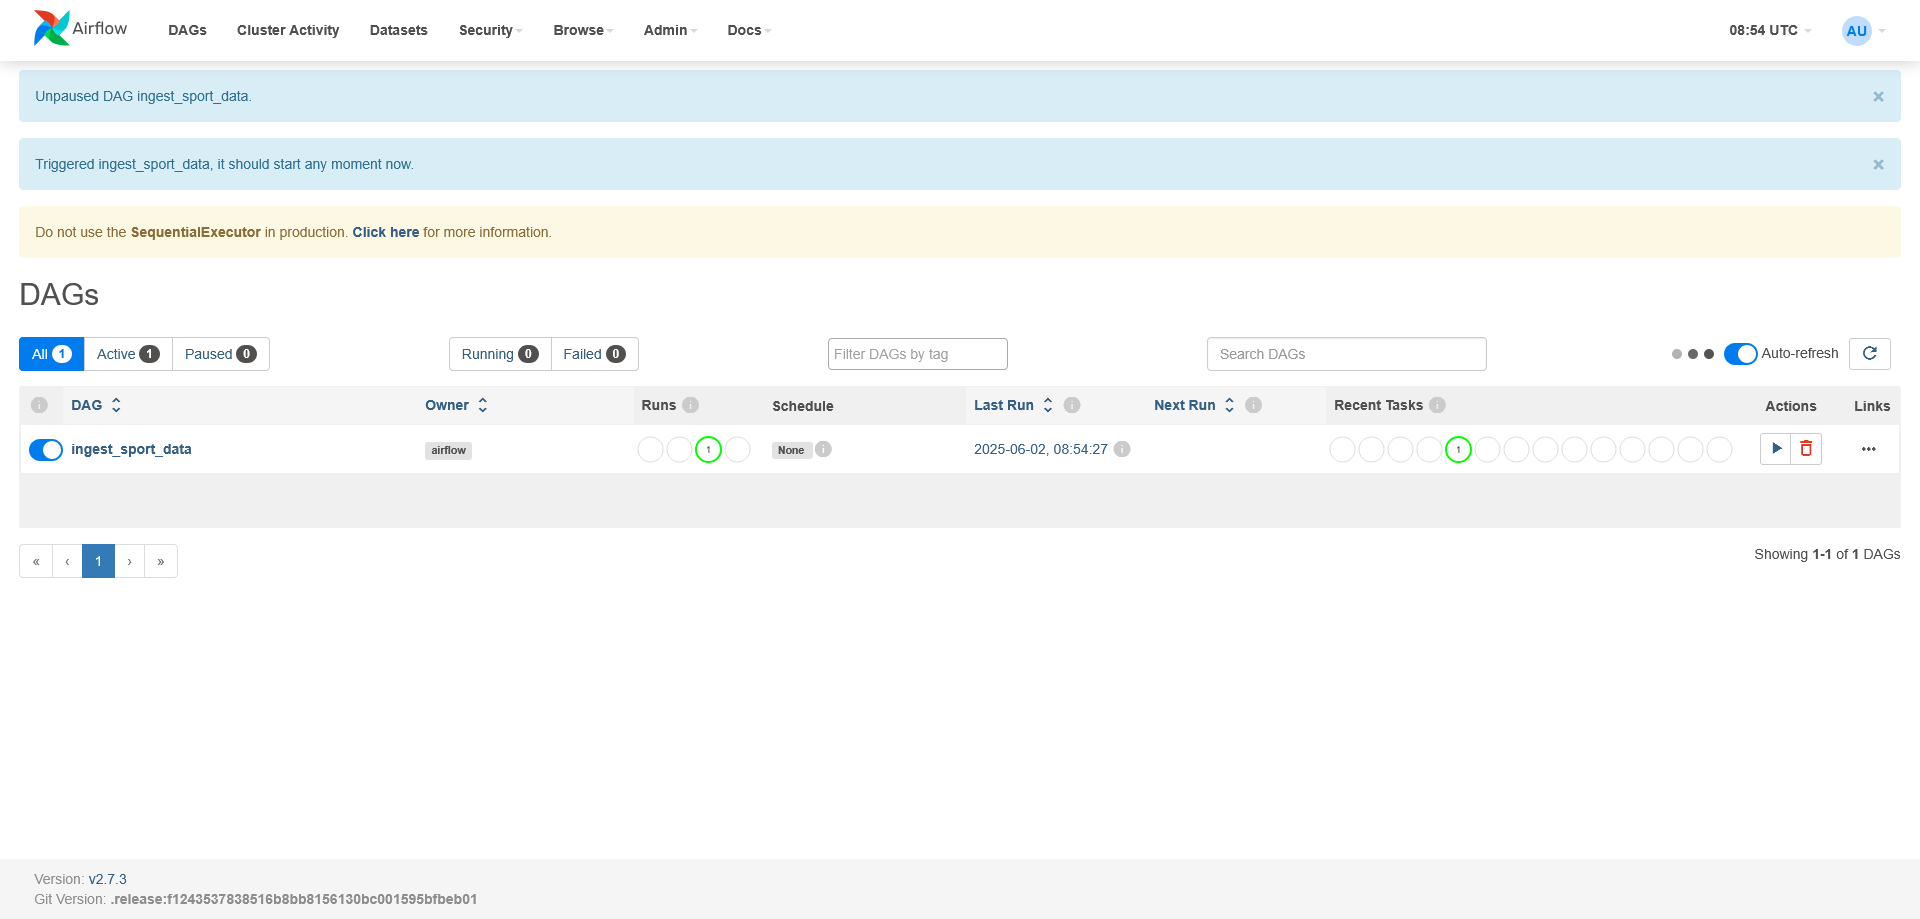 Airflow DAGs Cluster Activity Datasets Security Browse Admin Docs 08:54 UTC AU
Unpaused DAG ingest_sport_data. ×
Triggered ingest_sport_data, it should start any moment now. ×
Do not use the SequentialExecutor in production. Click here for more information.
DAGs
All 1 Active 1 Paused 0 Running 0 Failed 0 Filter DAGs by tag Search DAGs Auto-refresh
i DAG Owner Runs i Schedule Last Run i Next Run i Recent Tasks i Actions Links
ingest_sport_data airflow 1 None i 2025-06-02, 08:54:27 i 1
« ‹ 1 › » Showing 1-1 of 1 DAGs
Version: v2.7.3
Git Version: .release:f1243537838516b8bb8156130bc001595bfbeb01